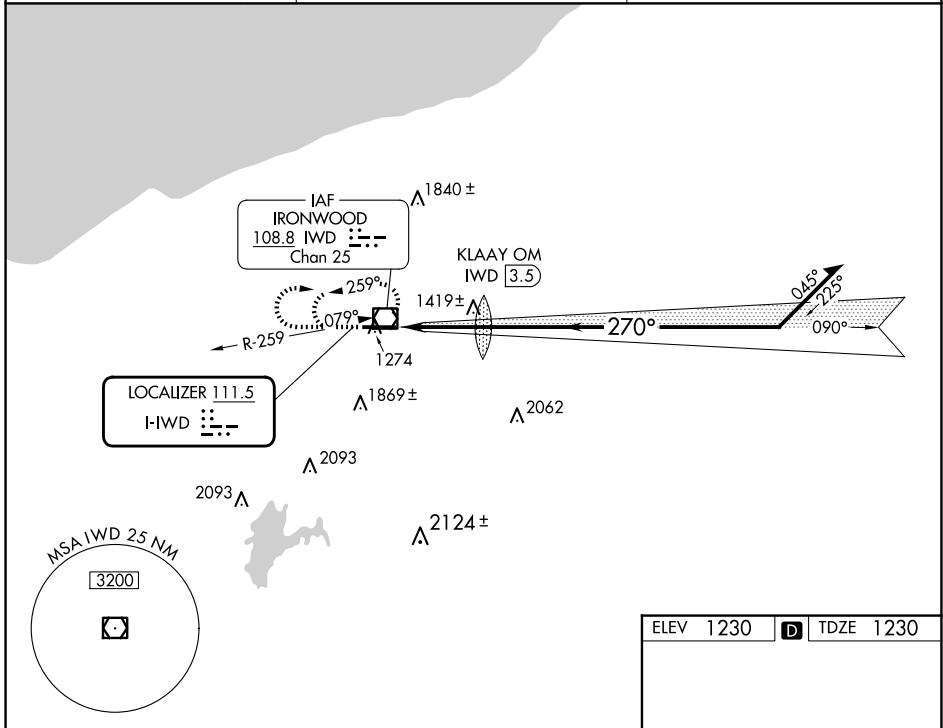 1840 ±
IAF
IRONWOOD
108.8 IWD
Chan 25
KLAAY OM
IWD 3.5
259°
1419 ±
045°
225°
079°
270°
090°
R-259
1274
LOCALIZER 111.5
I-IWD
1869 ±
2062
2093
2093
2124 ±
MSA IWD 25 NM
3200
ELEV 1230 D TDZE 1230